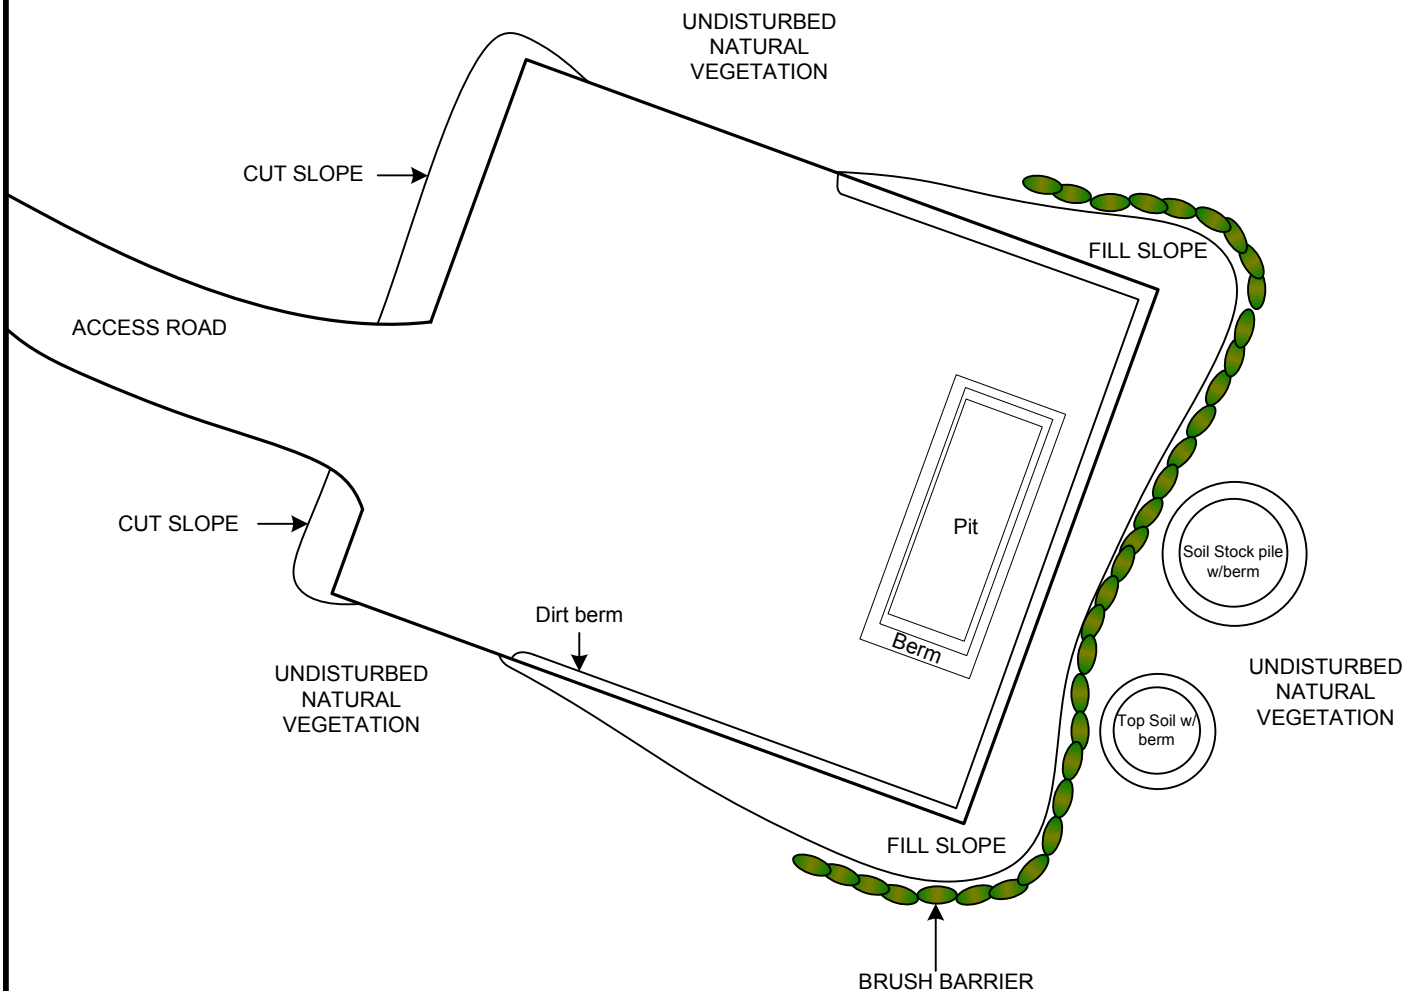 UNDISTURBED
NATURAL
VEGETATION
CUT SLOPE
FILL SLOPE
ACCESS ROAD
Pit
CUT SLOPE
Soil Stock pile
w/berm
Dirt berm
Berm
UNDISTURBED
NATURAL
VEGETATION
UNDISTURBED
NATURAL
VEGETATION
Top Soil w/
berm
FILL SLOPE
BRUSH BARRIER